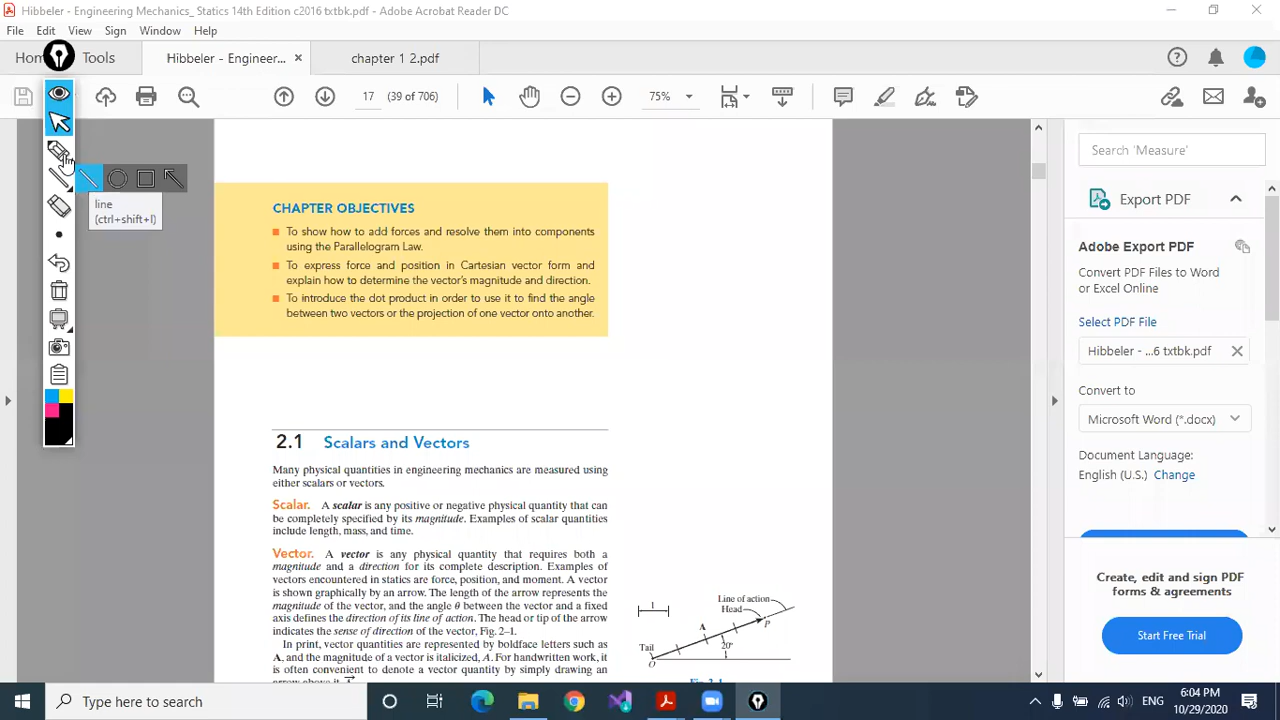 Hibbeler - Engineering Mechanics_ Statics 14th Edition c2016 txtbk.pdf - Adobe Acrobat Reader DC
File Edit View Sign Window Help
Hom Tools Hibbeler - Engineer... × chapter 1 2.pdf
17 (39 of 706) 75%
line
(ctrl+shift+l)
CHAPTER OBJECTIVES
To show how to add forces and resolve them into components
using the Parallelogram Law.
To express force and position in Cartesian vector form and
explain how to determine the vector's magnitude and direction.
To introduce the dot product in order to use it to find the angle
between two vectors or the projection of one vector onto another.
2.1 Scalars and Vectors
Many physical quantities in engineering mechanics are measured using
either scalars or vectors.
Scalar. A scalar is any positive or negative physical quantity that can
be completely specified by its magnitude. Examples of scalar quantities
include length, mass, and time.
Vector. A vector is any physical quantity that requires both a
magnitude and a direction for its complete description. Examples of
vectors encountered in statics are force, position, and moment. A vector
is shown graphically by an arrow. The length of the arrow represents the
magnitude of the vector, and the angle θ between the vector and a fixed
axis defines the direction of its line of action. The head or tip of the arrow
indicates the sense of direction of the vector, Fig. 2–1.
In print, vector quantities are represented by boldface letters such as
A, and the magnitude of a vector is italicized, A. For handwritten work, it
is often convenient to denote a vector quantity by simply drawing an
arrow above it,
Line of action
Head
1
P
A
20°
Tail
O
Search 'Measure'
Export PDF
Adobe Export PDF
Convert PDF Files to Word
or Excel Online
Select PDF File
Hibbeler - ...6 txtbk.pdf
Convert to
Microsoft Word (*.docx)
Document Language:
English (U.S.) Change
Create, edit and sign PDF
forms & agreements
Start Free Trial
Type here to search
ENG
6:04 PM
10/29/2020